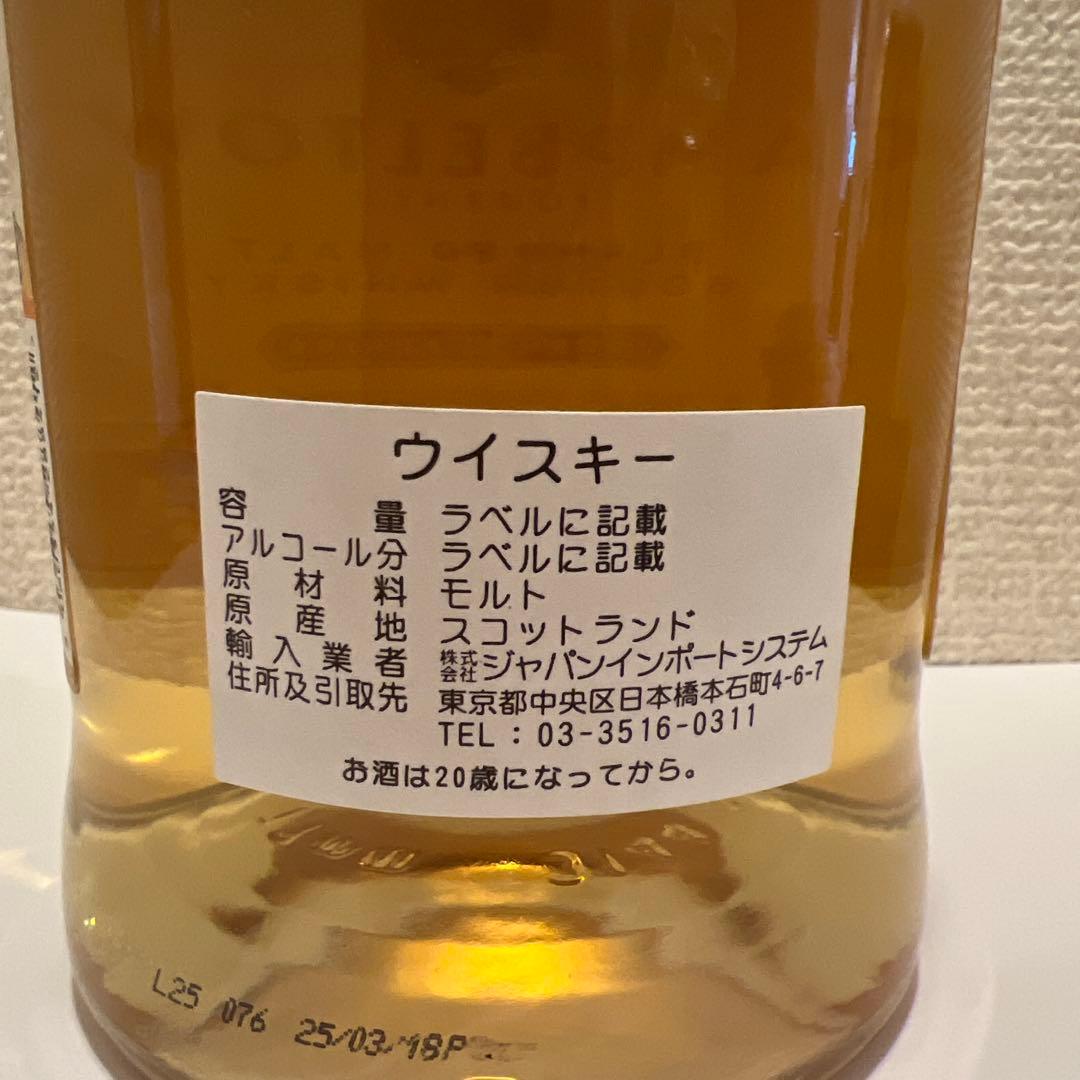 ウイスキー
容量 ラベルに記載
アルコール分 ラベルに記載
原材料 モルト
原産地 スコットランド
輸入業者 株式会社ジャパンインポートシステム
住所及引取先 東京都中央区日本橋本石町4-6-7
TEL：03-3516-0311
お酒は20歳になってから。
L25 076 25/03/18P